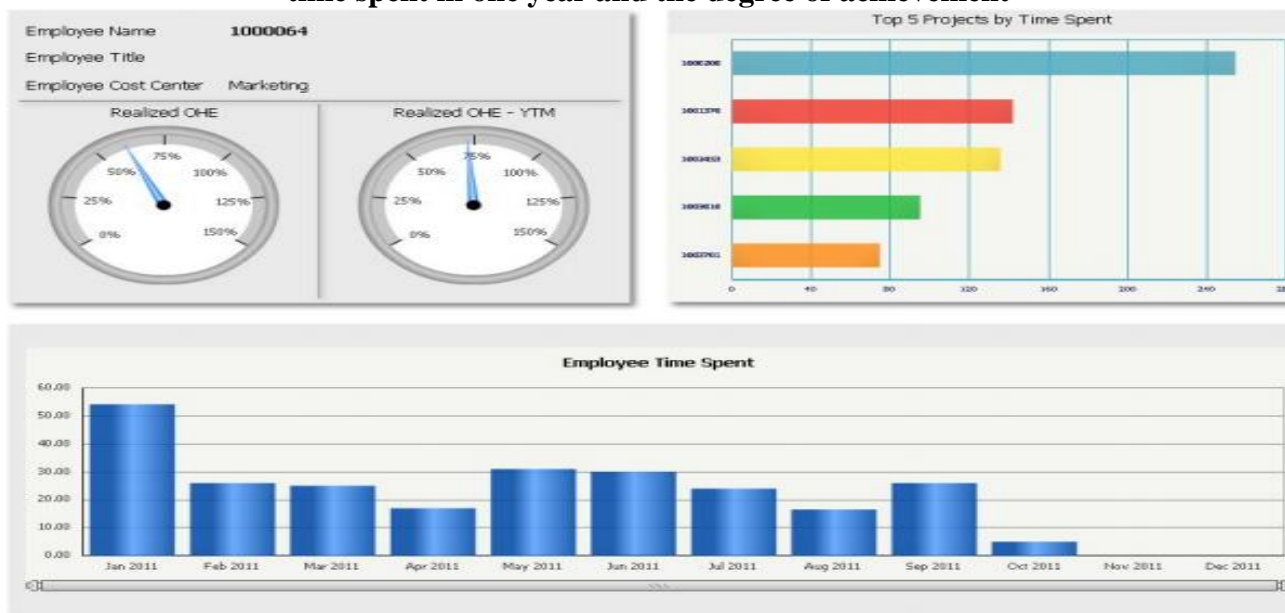 time spent in one year and the degree of achievement
Employee Name 1000064
Employee Title
Employee Cost Center Marketing
Realized OHE
0% 25% 50% 75% 100% 125% 150%
Realized OHE - YTM
0% 25% 50% 75% 100% 125% 150%
Top 5 Projects by Time Spent
0 40 80 120 160 200 240
Employee Time Spent
60.00
50.00
40.00
30.00
20.00
10.00
0.00
Jan 2011 Feb 2011 Mar 2011 Apr 2011 May 2011 Jun 2011 Jul 2011 Aug 2011 Sep 2011 Oct 2011 Nov 2011 Dec 2011